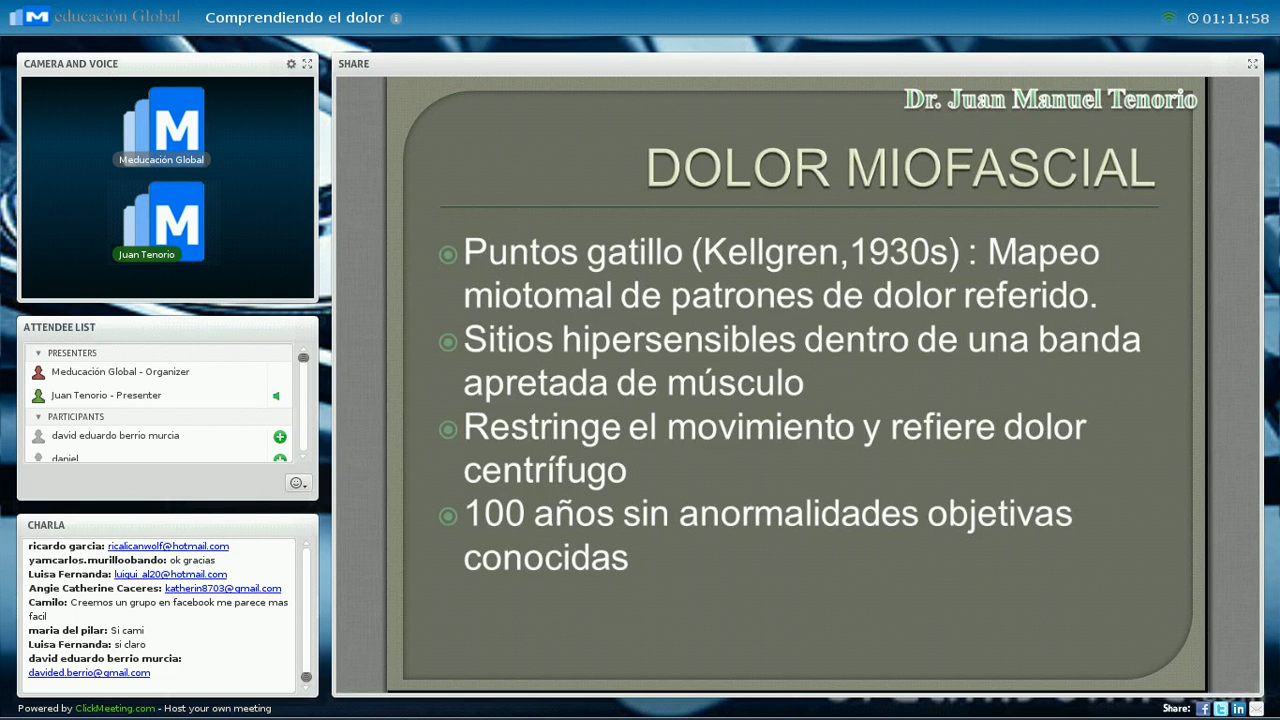 M educación Global
Comprendiendo el dolor
01:11:58
CAMERA AND VOICE
M
Meducación Global
M
Juan Tenorio
ATTENDEE LIST
PRESENTERS
Meducación Global - Organizer
Juan Tenorio - Presenter
PARTICIPANTS
david eduardo berrio murcia
daniel
CHARLA
ricardo garcia: ricalicanwolf@hotmail.com
yamcarlos.murilloobando: ok gracias
Luisa Fernanda: luigui_al20@hotmail.com
Angie Catherine Caceres: katherin8703@gmail.com
Camilo: Creemos un grupo en facebook me parece mas
facil
maria del pilar: Si cami
Luisa Fernanda: si claro
david eduardo berrio murcia:
davided.berrio@gmail.com
SHARE
Dr. Juan Manuel Tenorio
DOLOR MIOFASCIAL
Puntos gatillo (Kellgren,1930s) : Mapeo
miotomal de patrones de dolor referido.
Sitios hipersensibles dentro de una banda
apretada de músculo
Restringe el movimiento y refiere dolor
centrífugo
100 años sin anormalidades objetivas
conocidas
Powered by ClickMeeting.com - Host your own meeting
Share: